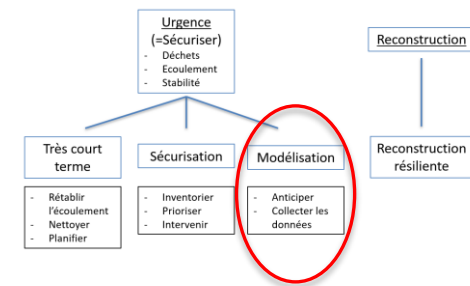 Urgence
(=Sécuriser)
- Déchets
- Ecoulement
- Stabilité
Reconstruction
Très court
terme
Sécurisation
Modélisation
Reconstruction
résiliente
- Rétablir
l'écoulement
- Nettoyer
- Planifier
- Inventorier
- Prioriser
- Intervenir
- Anticiper
- Collecter les
données